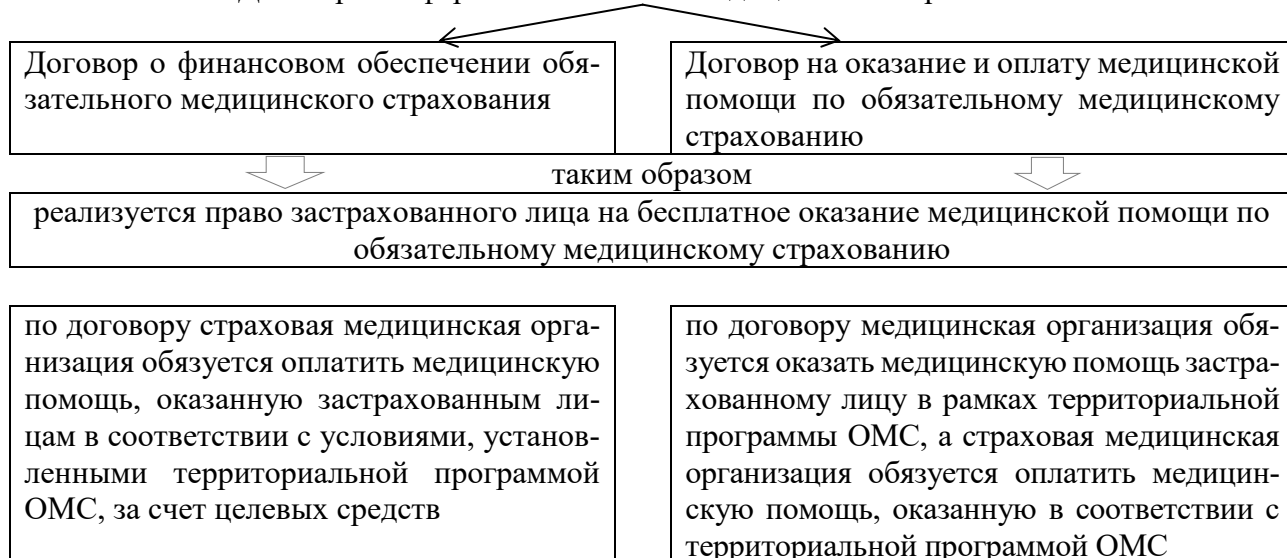 Договор о финансовом обеспечении обя-
зательного медицинского страхования
Договор на оказание и оплату медицинской
помощи по обязательному медицинскому
страхованию
таким образом
реализуется право застрахованного лица на бесплатное оказание медицинской помощи по
обязательному медицинскому страхованию
по договору страховая медицинская орга-
низация обязуется оплатить медицинскую
помощь, оказанную застрахованным ли-
цам в соответствии с условиями, установ-
ленными территориальной программой
ОМС, за счет целевых средств
по договору медицинская организация обя-
зуется оказать медицинскую помощь застра-
хованному лицу в рамках территориальной
программы ОМС, а страховая медицинская
организация обязуется оплатить медицин-
скую помощь, оказанную в соответствии с
территориальной программой ОМС